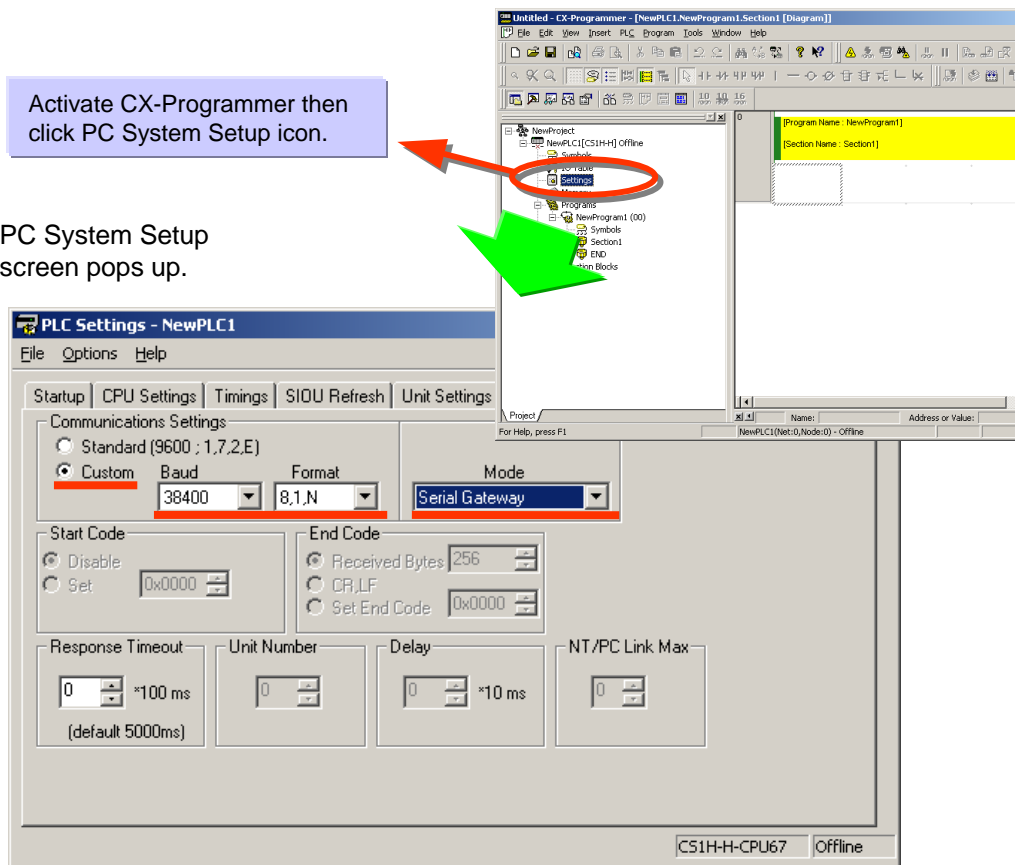 Untitled - CX-Programmer - [NewPLC1.NewProgram1.Section1 [Diagram]]
File Edit View Insert PLC Program Tools Window Help
Activate CX-Programmer then
click PC System Setup icon.
NewProject
NewPLC1[CS1H-H] Offline
Symbols
IO Table
Settings
Memory
Programs
NewProgram1 (00)
Symbols
Section1
END
Blocks
0
[Program Name : NewProgram1]
[Section Name : Section1]
Project
Name:
Address or Value:
For Help, press F1
NewPLC1(Net:0,Node:0) - Offline
PC System Setup
screen pops up.
PLC Settings - NewPLC1
File Options Help
Startup CPU Settings Timings SIOU Refresh Unit Settings
Communications Settings
Standard (9600 ; 1,7,2,E)
Custom Baud Format Mode
38400 8,1,N Serial Gateway
Start Code
Disable
Set 0x0000
End Code
Received Bytes 256
CR,LF
Set End Code 0x0000
Response Timeout
0 *100 ms
(default 5000ms)
Unit Number
0
Delay
0 *10 ms
NT/PC Link Max
0
CS1H-H-CPU67 Offline